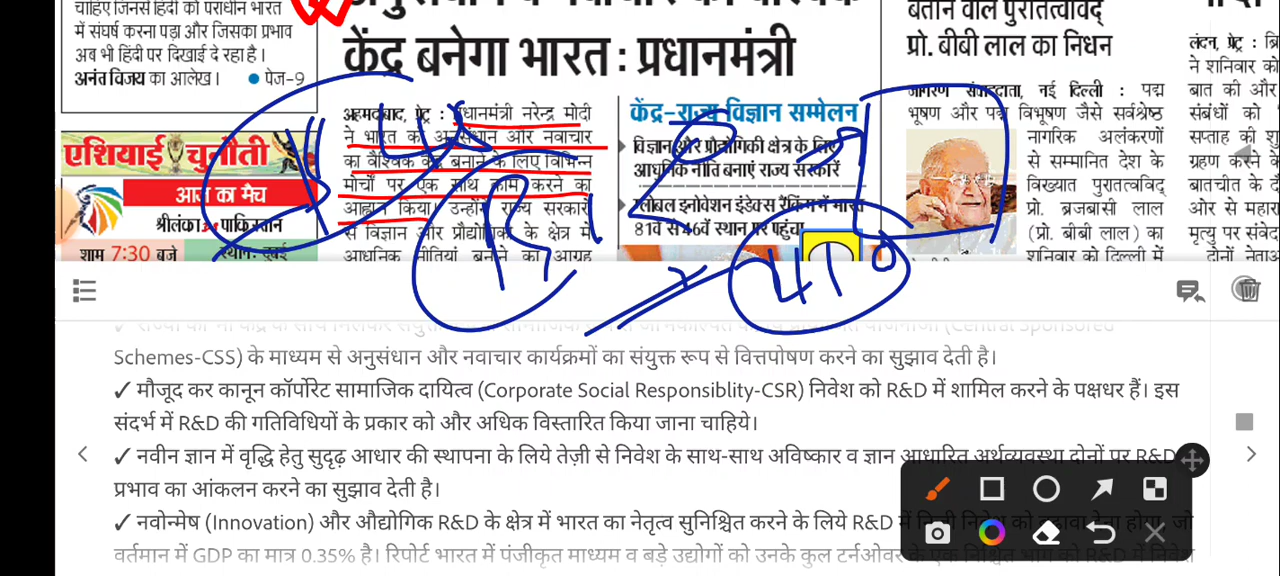 चाहिए जिनसे हिंदी को पराधीन भारत
में संघर्ष करना पड़ा और जिसका प्रभाव
अब भी हिंदी पर दिखाई दे रहा है।
अनंत विजय का आलेख। ● पेज-9
एशियाई चुनौती
आज का मैच
श्रीलंका पाकिस्तान
शाम 7:30 बजे
स्थान: दुबई
केंद्र बनेगा भारत : प्रधानमंत्री
अहमदाबाद, प्रेट्र : प्रधानमंत्री नरेन्द्र मोदी
ने भारत को अनुसंधान और नवाचार
का वैश्विक केंद्र बनाने के लिए विभिन्न
मोर्चों पर एक साथ काम करने का
आह्वान किया। उन्होंने राज्य सरकारों
से विज्ञान और प्रौद्योगिकी के क्षेत्र में
आधुनिक नीतियां बनाने का आग्रह
केंद्र-राज्य विज्ञान सम्मेलन
विज्ञान और प्रौद्योगिकी क्षेत्र के लिए
आधुनिक नीति बनाएं राज्य सरकारें
ग्लोबल इनोवेशन इंडेक्स रैंकिंग में भारत
81वें से 46वें स्थान पर पहुंचा
बताने वाले पुरातत्वविद्
प्रो. बीबी लाल का निधन
जागरण संवाददाता, नई दिल्ली : पद्म
भूषण और पद्म विभूषण जैसे सर्वश्रेष्ठ
नागरिक अलंकरणों
से सम्मानित देश के
विख्यात पुरातत्वविद्
प्रो. ब्रजबासी लाल
(प्रो. बीबी लाल) का
शनिवार को दिल्ली में
लंदन, प्रेट्र : ब्रि
ने शनिवार को
बात की और
संबंधों को
सप्ताह की शु
ग्रहण करने के
बातचीत के दौ
ओर से महारा
मृत्यु पर संवेद
दोनों नेताअ
(Central Sponsored
Schemes-CSS) के माध्यम से अनुसंधान और नवाचार कार्यक्रमों का संयुक्त रूप से वित्तपोषण करने का सुझाव देती है।
✓ मौजूद कर कानून कॉर्पोरेट सामाजिक दायित्व (Corporate Social Responsiblity-CSR) निवेश को R&D में शामिल करने के पक्षधर हैं। इस
संदर्भ में R&D की गतिविधियों के प्रकार को और अधिक विस्तारित किया जाना चाहिये।
✓ नवीन ज्ञान में वृद्धि हेतु सुदृढ़ आधार की स्थापना के लिये तेज़ी से निवेश के साथ-साथ अविष्कार व ज्ञान आधारित अर्थव्यवस्था दोनों पर R&D
प्रभाव का आंकलन करने का सुझाव देती है।
✓ नवोन्मेष (Innovation) और औद्योगिक R&D के क्षेत्र में भारत का नेतृत्व सुनिश्चित करने के लिये R&D में निजी निवेश को बढ़ावा देना होगा, जो
वर्तमान में GDP का मात्र 0.35% है। रिपोर्ट भारत में पंजीकृत माध्यम व बड़े उद्योगों को उनके कुल टर्नओवर के एक निश्चित भाग को R&D में निवेश